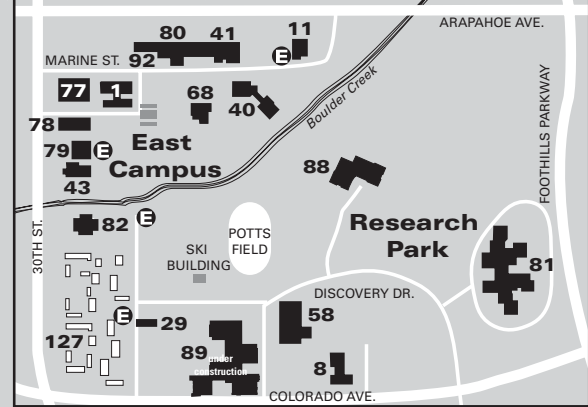 ARAPAHOE AVE.
80
41
11
E
MARINE ST.
92
77
1
68
40
Boulder Creek
78
79
E
East
Campus
43
88
FOOTHILLS PARKWAY
82
E
30TH ST.
POTTS
FIELD
SKI
BUILDING
Research
Park
81
DISCOVERY DR.
E
29
58
127
89
under
construction
8
COLORADO AVE.